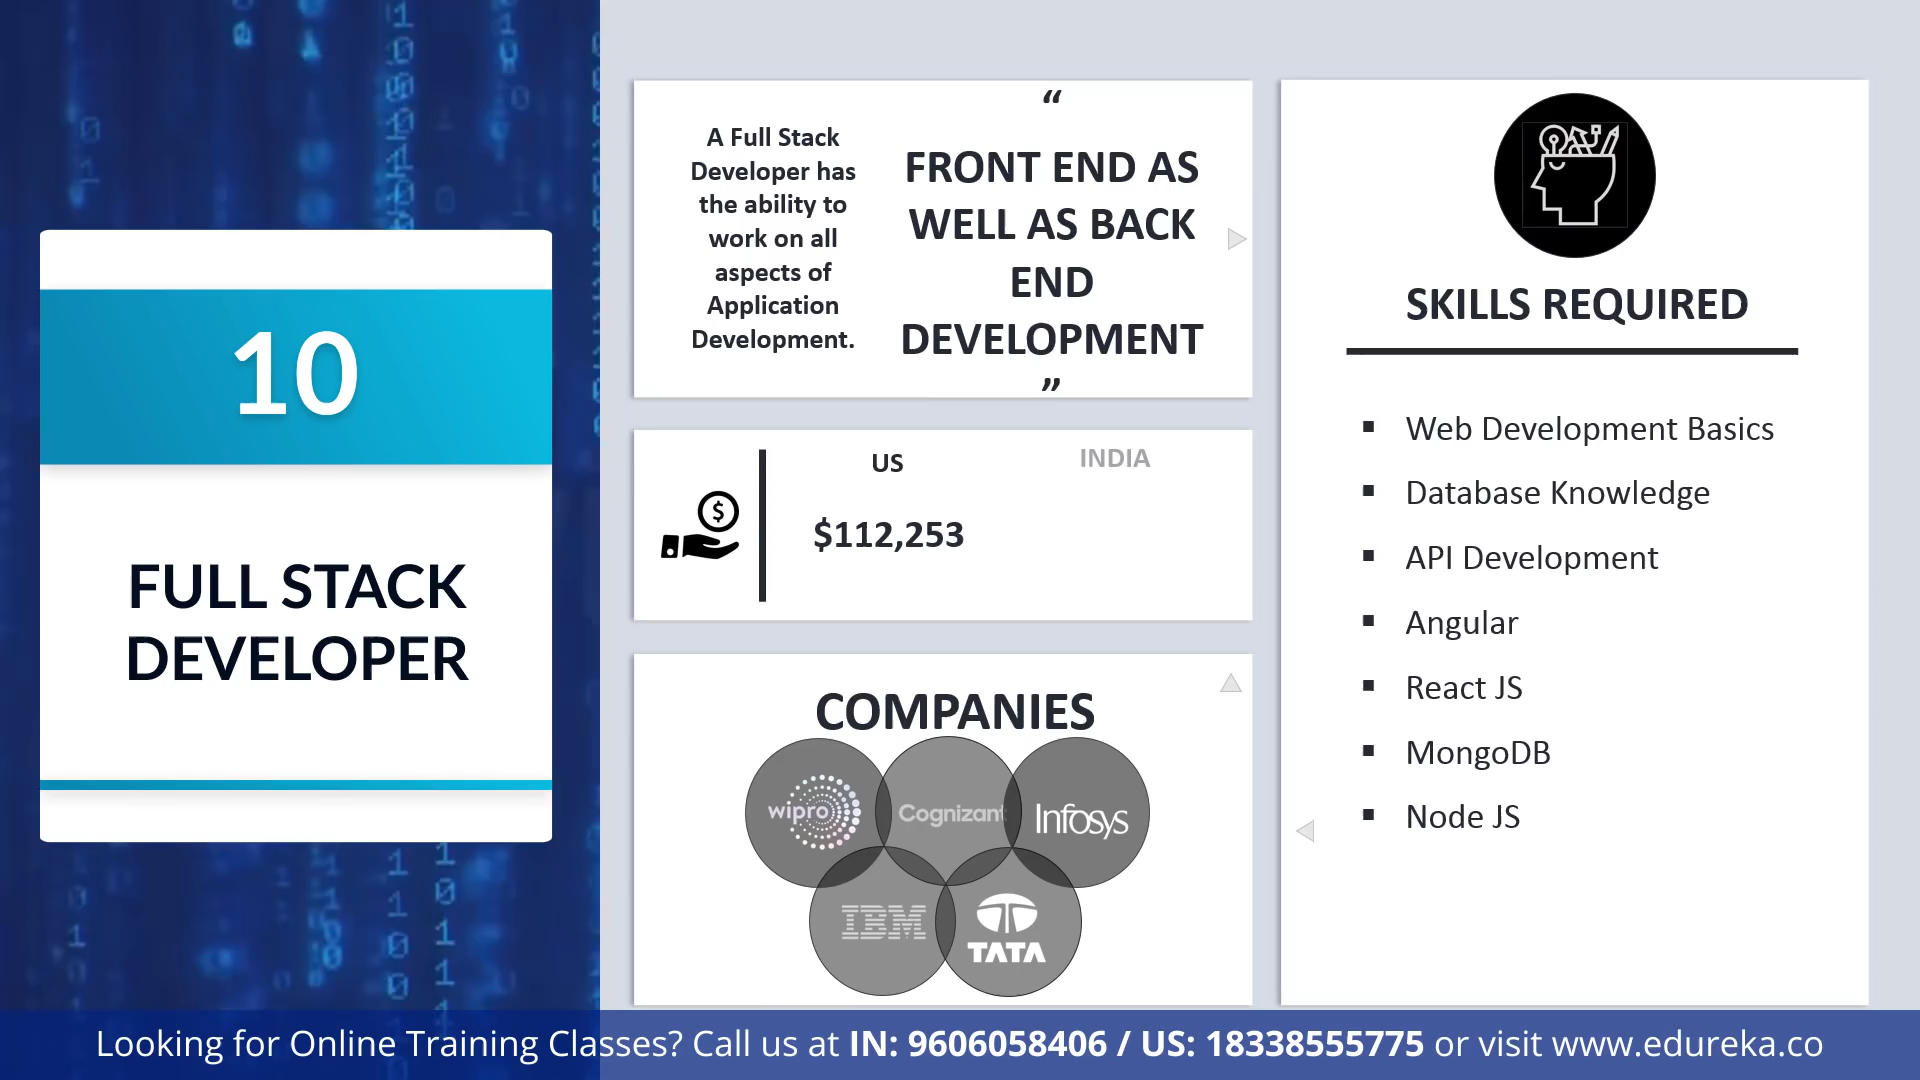 10
FULL STACK
DEVELOPER
A Full Stack
Developer has
the ability to
work on all
aspects of
Application
Development.
“
FRONT END AS
WELL AS BACK
END
DEVELOPMENT
”
US
INDIA
$
$112,253
COMPANIES
wipro
Cognizant
Infosys
IBM
TATA
SKILLS REQUIRED
▪ Web Development Basics
▪ Database Knowledge
▪ API Development
▪ Angular
▪ React JS
▪ MongoDB
▪ Node JS
Looking for Online Training Classes? Call us at IN: 9606058406 / US: 18338555775 or visit www.edureka.co